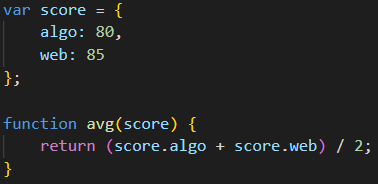 var score = {
    algo: 80,
    web: 85
};

function avg(score) {
    return (score.algo + score.web) / 2;
}